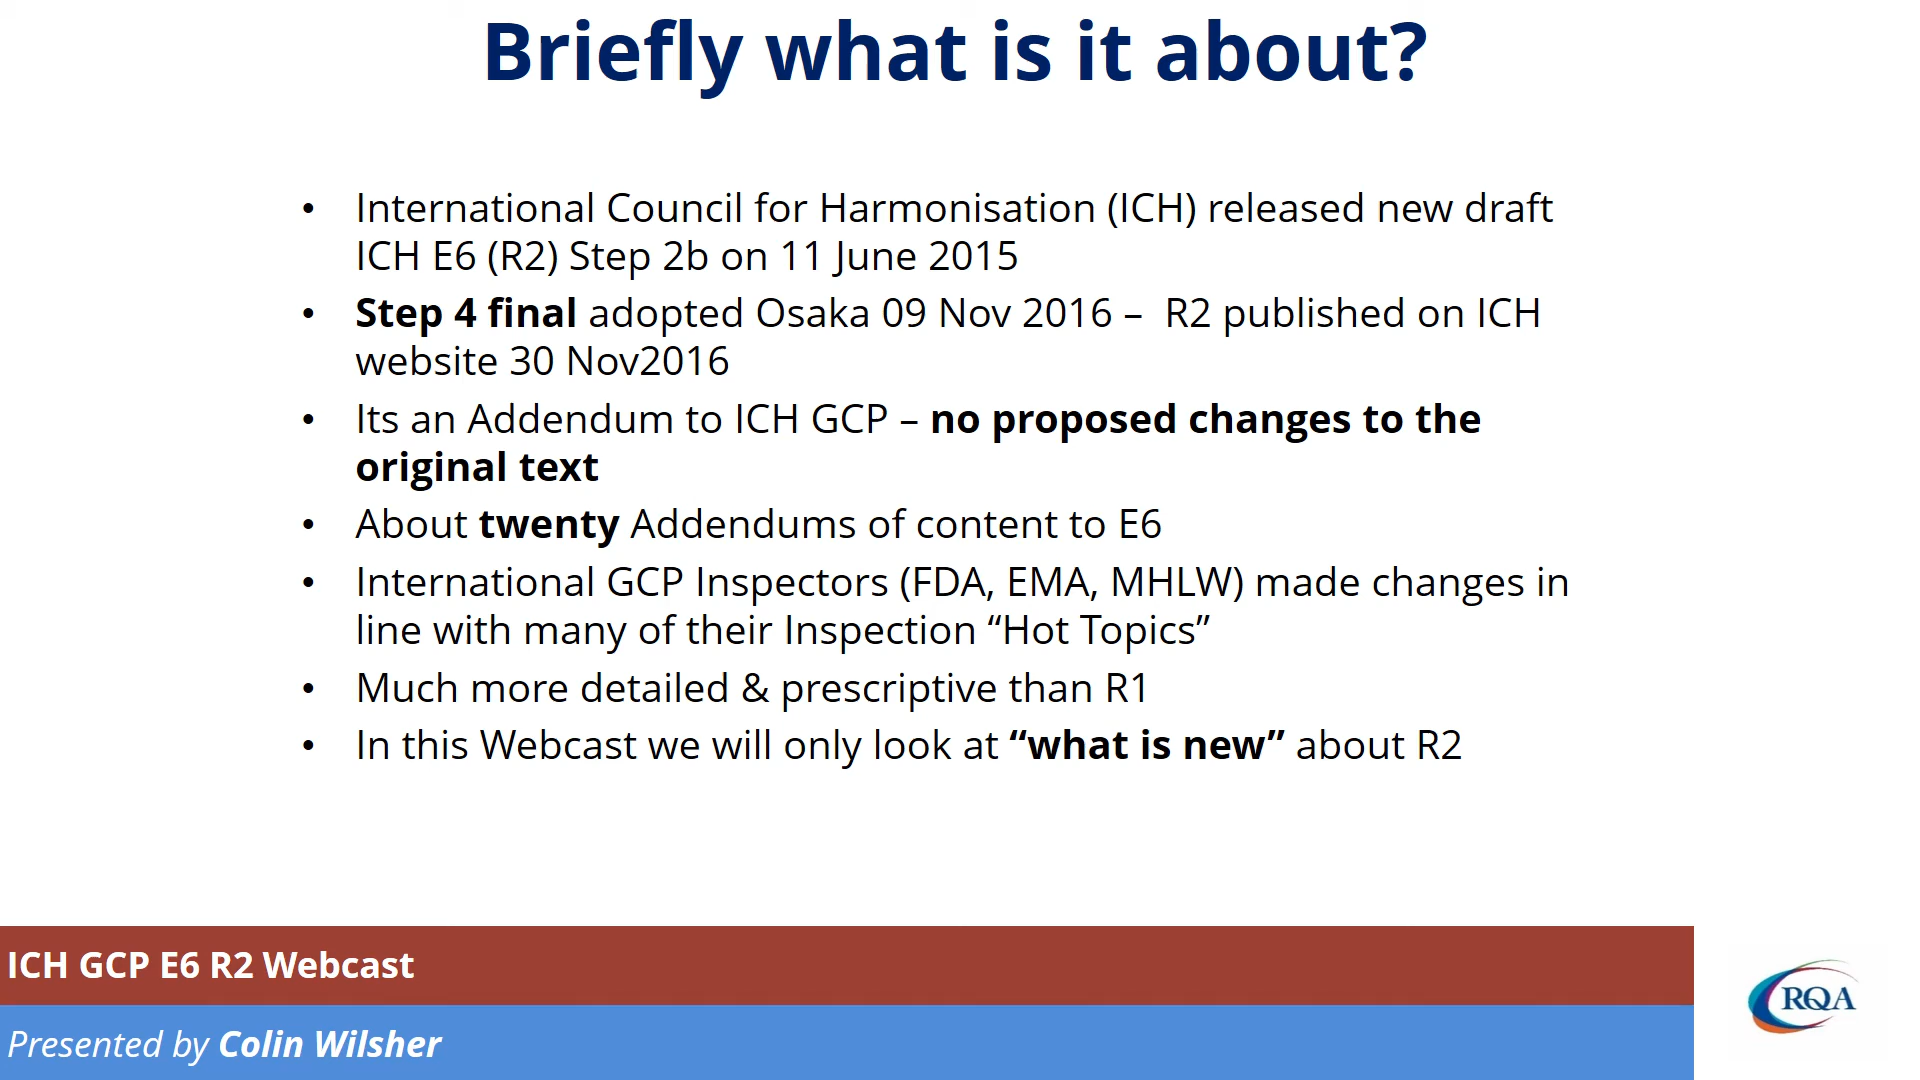 Briefly what is it about?
• International Council for Harmonisation (ICH) released new draft
ICH E6 (R2) Step 2b on 11 June 2015
• Step 4 final adopted Osaka 09 Nov 2016 –  R2 published on ICH
website 30 Nov2016
• Its an Addendum to ICH GCP – no proposed changes to the
original text
• About twenty Addendums of content to E6
• International GCP Inspectors (FDA, EMA, MHLW) made changes in
line with many of their Inspection “Hot Topics”
• Much more detailed & prescriptive than R1
• In this Webcast we will only look at “what is new” about R2
ICH GCP E6 R2 Webcast
Presented by Colin Wilsher
RQA